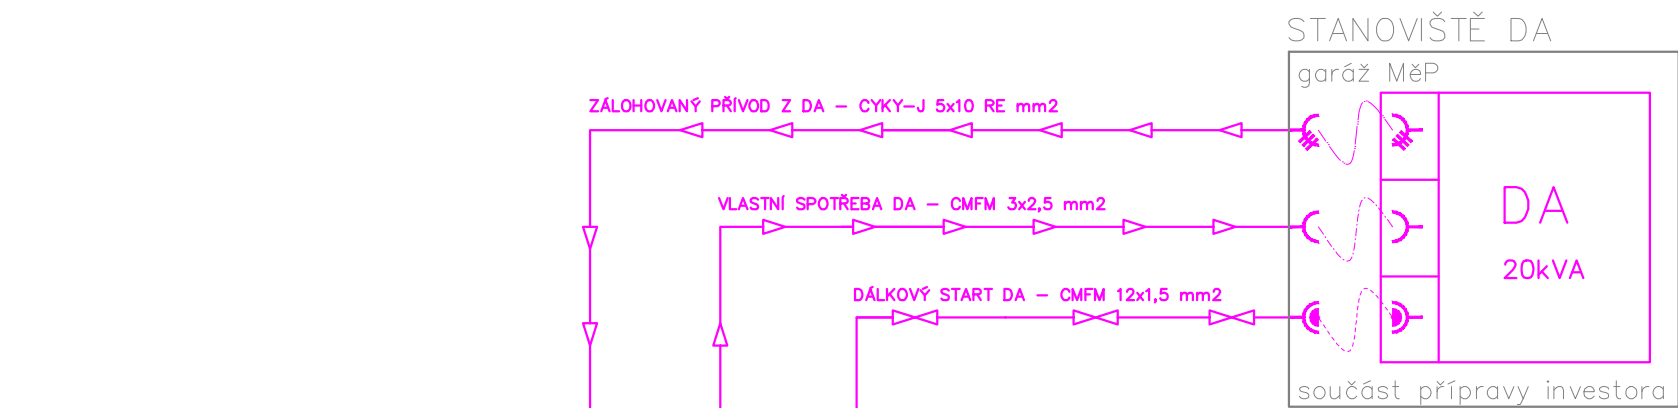 STANOVIŠTĚ DA
garáž MěP
ZÁLOHOVANÝ PŘÍVOD Z DA – CYKY–J 5x10 RE mm2
VLASTNÍ SPOTŘEBA DA – CMFM 3x2,5 mm2
DA
20kVA
DÁLKOVÝ START DA – CMFM 12x1,5 mm2
součást přípravy investora